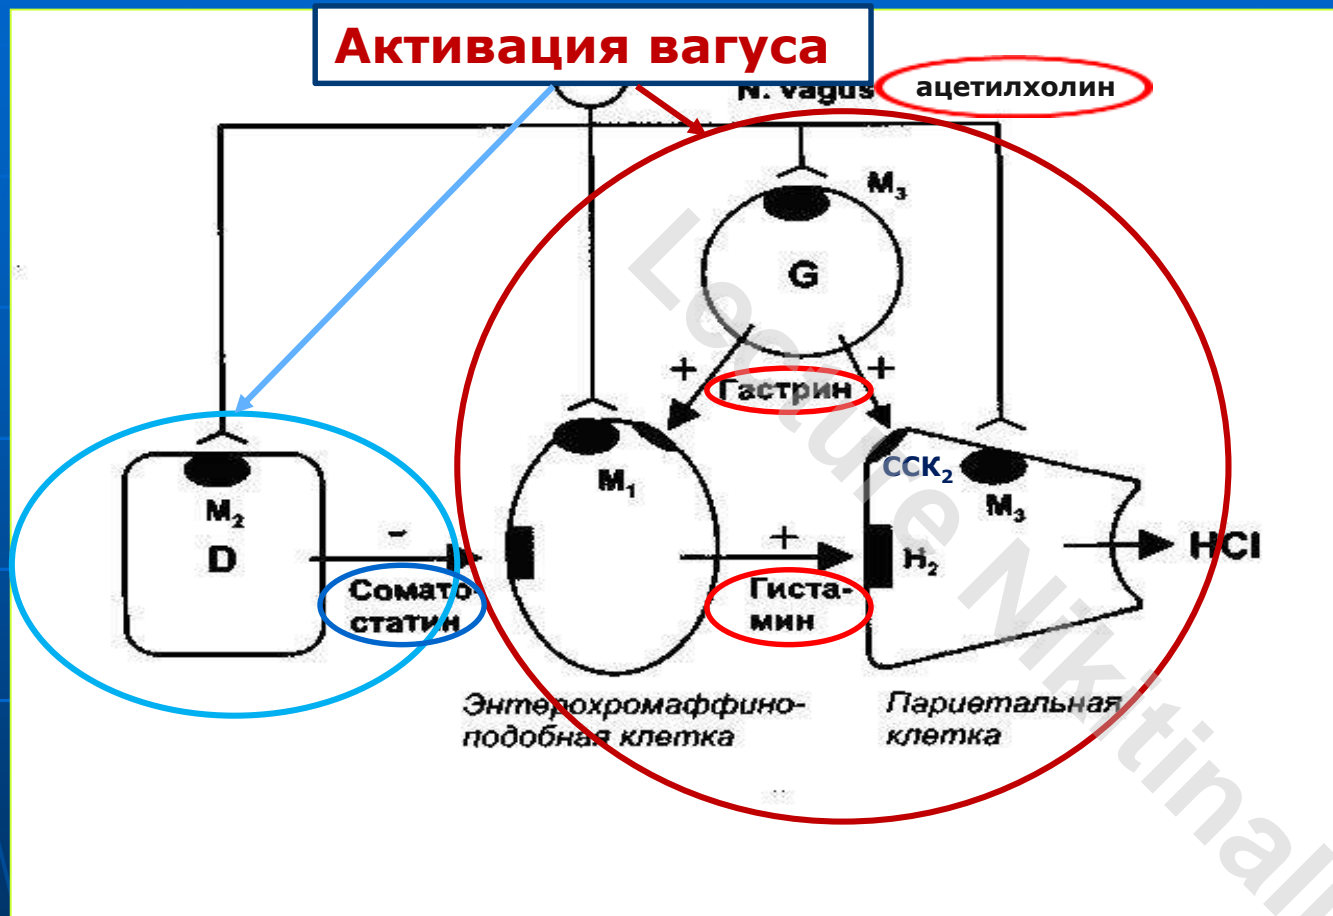 Активация вагуса
N. vagus
ацетилхолин
M3
G
+ +
Гастрин
CCK2
M1
M3
M2
D
-
+
HCl
H2
Сомато-
статин
Гиста-
мин
Энтерохромаффино-
подобная клетка
Париетальная
клетка
Lecture Nikitinali